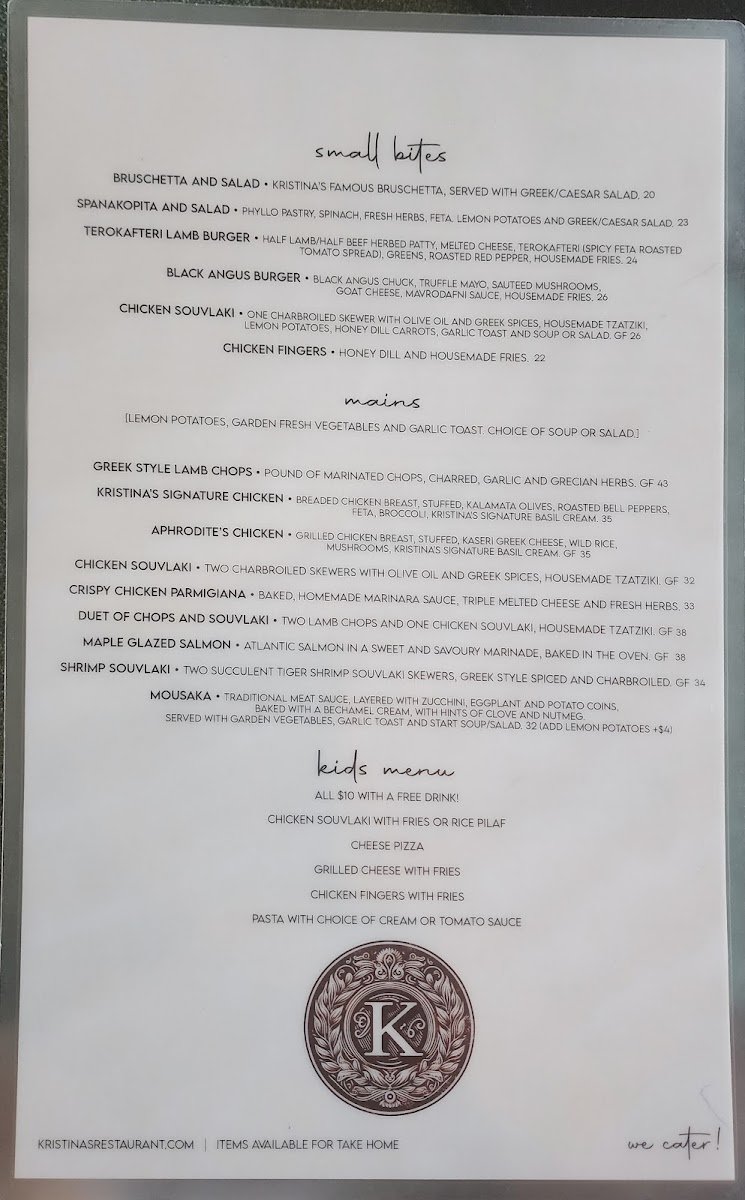 small bites
BRUSCHETTA AND SALAD • KRISTINA'S FAMOUS BRUSCHETTA, SERVED WITH GREEK/CAESAR SALAD. 20
SPANAKOPITA AND SALAD • PHYLLO PASTRY, SPINACH, FRESH HERBS, FETA. LEMON POTATOES AND GREEK/CAESAR SALAD. 23
TEROKAFTERI LAMB BURGER • HALF LAMB/HALF BEEF HERBED PATTY, MELTED CHEESE, TEROKAFTERI (SPICY FETA ROASTED
TOMATO SPREAD), GREENS, ROASTED RED PEPPER, HOUSEMADE FRIES. 24
BLACK ANGUS BURGER • BLACK ANGUS CHUCK, TRUFFLE MAYO, SAUTEED MUSHROOMS,
GOAT CHEESE, MAVRODAFNI SAUCE, HOUSEMADE FRIES. 26
CHICKEN SOUVLAKI • ONE CHARBROILED SKEWER WITH OLIVE OIL AND GREEK SPICES, HOUSEMADE TZATZIKI,
LEMON POTATOES, HONEY DILL CARROTS, GARLIC TOAST AND SOUP OR SALAD. GF 26
CHICKEN FINGERS • HONEY DILL AND HOUSEMADE FRIES. 22
mains
[LEMON POTATOES, GARDEN FRESH VEGETABLES AND GARLIC TOAST. CHOICE OF SOUP OR SALAD.]
GREEK STYLE LAMB CHOPS • POUND OF MARINATED CHOPS, CHARRED, GARLIC AND GRECIAN HERBS. GF 43
KRISTINA'S SIGNATURE CHICKEN • BREADED CHICKEN BREAST, STUFFED, KALAMATA OLIVES, ROASTED BELL PEPPERS,
FETA, BROCCOLI, KRISTINA'S SIGNATURE BASIL CREAM. 35
APHRODITE'S CHICKEN • GRILLED CHICKEN BREAST, STUFFED, KASERI GREEK CHEESE, WILD RICE,
MUSHROOMS, KRISTINA'S SIGNATURE BASIL CREAM. GF 35
CHICKEN SOUVLAKI • TWO CHARBROILED SKEWERS WITH OLIVE OIL AND GREEK SPICES, HOUSEMADE TZATZIKI. GF 32
CRISPY CHICKEN PARMIGIANA • BAKED, HOMEMADE MARINARA SAUCE, TRIPLE MELTED CHEESE AND FRESH HERBS. 33
DUET OF CHOPS AND SOUVLAKI • TWO LAMB CHOPS AND ONE CHICKEN SOUVLAKI, HOUSEMADE TZATZIKI. GF 38
MAPLE GLAZED SALMON • ATLANTIC SALMON IN A SWEET AND SAVOURY MARINADE, BAKED IN THE OVEN. GF 38
SHRIMP SOUVLAKI • TWO SUCCULENT TIGER SHRIMP SOUVLAKI SKEWERS, GREEK STYLE SPICED AND CHARBROILED. GF 34
MOUSAKA • TRADITIONAL MEAT SAUCE, LAYERED WITH ZUCCHINI, EGGPLANT AND POTATO COINS,
BAKED WITH A BECHAMEL CREAM, WITH HINTS OF CLOVE AND NUTMEG.
SERVED WITH GARDEN VEGETABLES, GARLIC TOAST AND START SOUP/SALAD. 32 (ADD LEMON POTATOES +$4)
kids menu
ALL $10 WITH A FREE DRINK!
CHICKEN SOUVLAKI WITH FRIES OR RICE PILAF
CHEESE PIZZA
GRILLED CHEESE WITH FRIES
CHICKEN FINGERS WITH FRIES
PASTA WITH CHOICE OF CREAM OR TOMATO SAUCE
K
KRISTINASRESTAURANT.COM | ITEMS AVAILABLE FOR TAKE HOME
we cater!